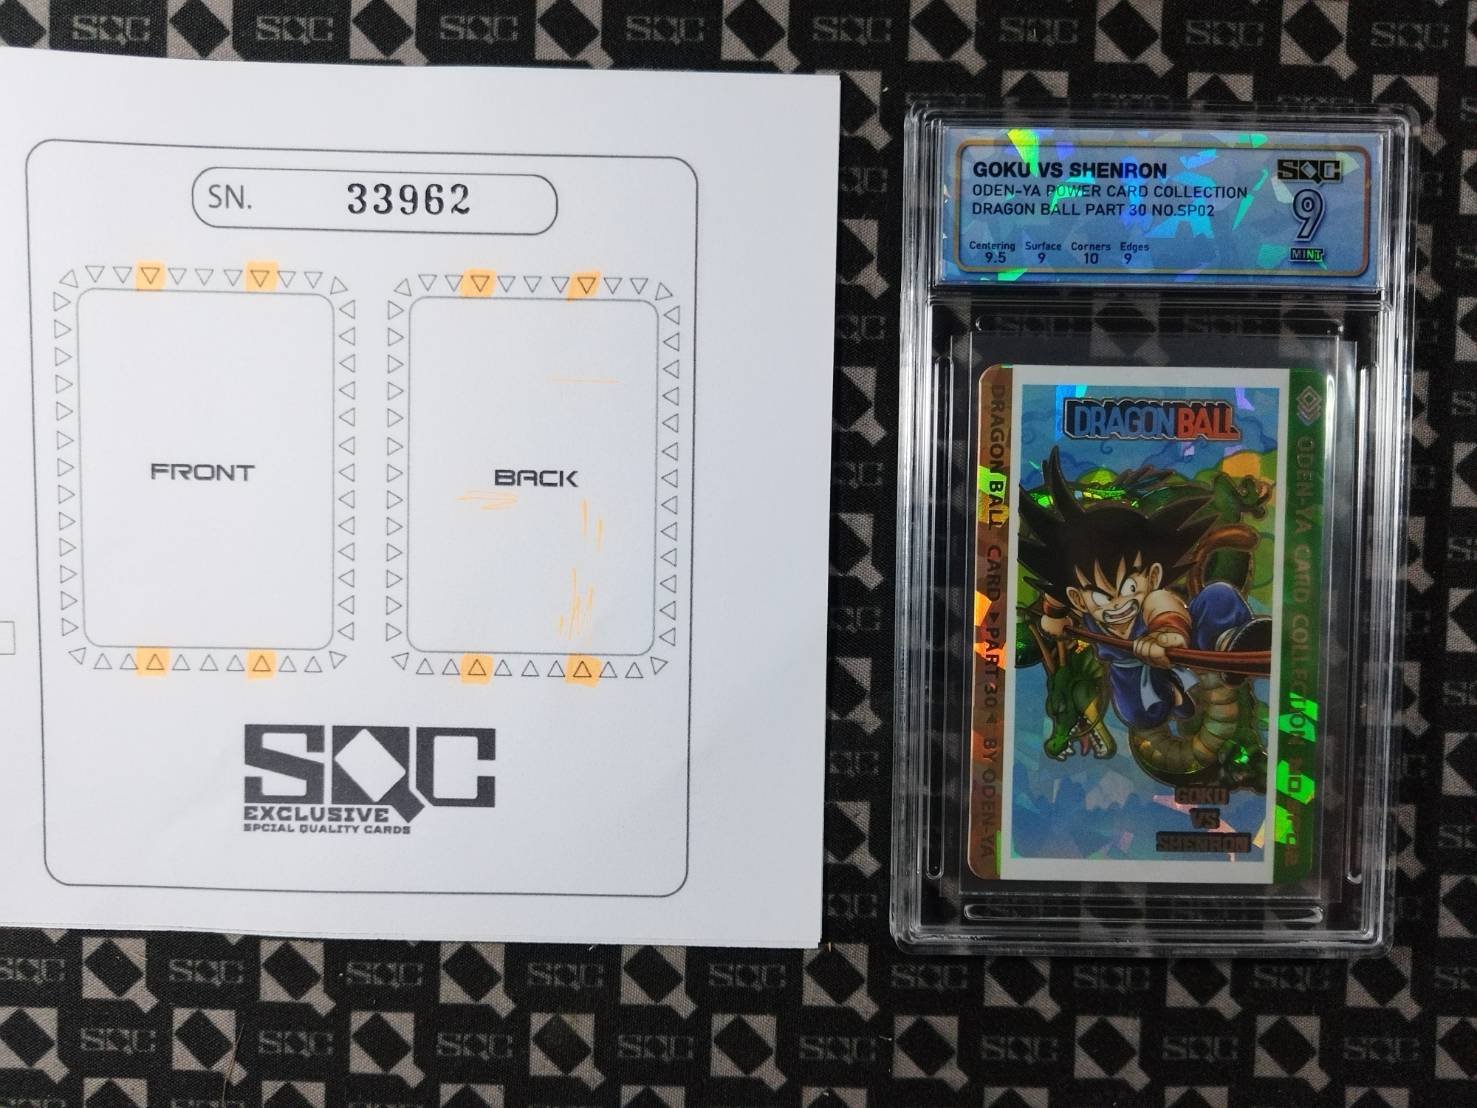 SN. 33962
FRONT
BACK
SQC
EXCLUSIVE
SPCIAL QUALITY CARDS
GOKU VS SHENRON
ODEN-YA POWER CARD COLLECTION
DRAGON BALL PART 30 NO.SP02
Centering Surface Corners Edges
9.5 9 10 9
SQC
9
MINT
DRAGON BALL CARD ▶PART 30◀ BY ODEN-YA
DRAGON BALL
GOKU
VS
SHENRON
ODEN-YA CARD COLLECTION